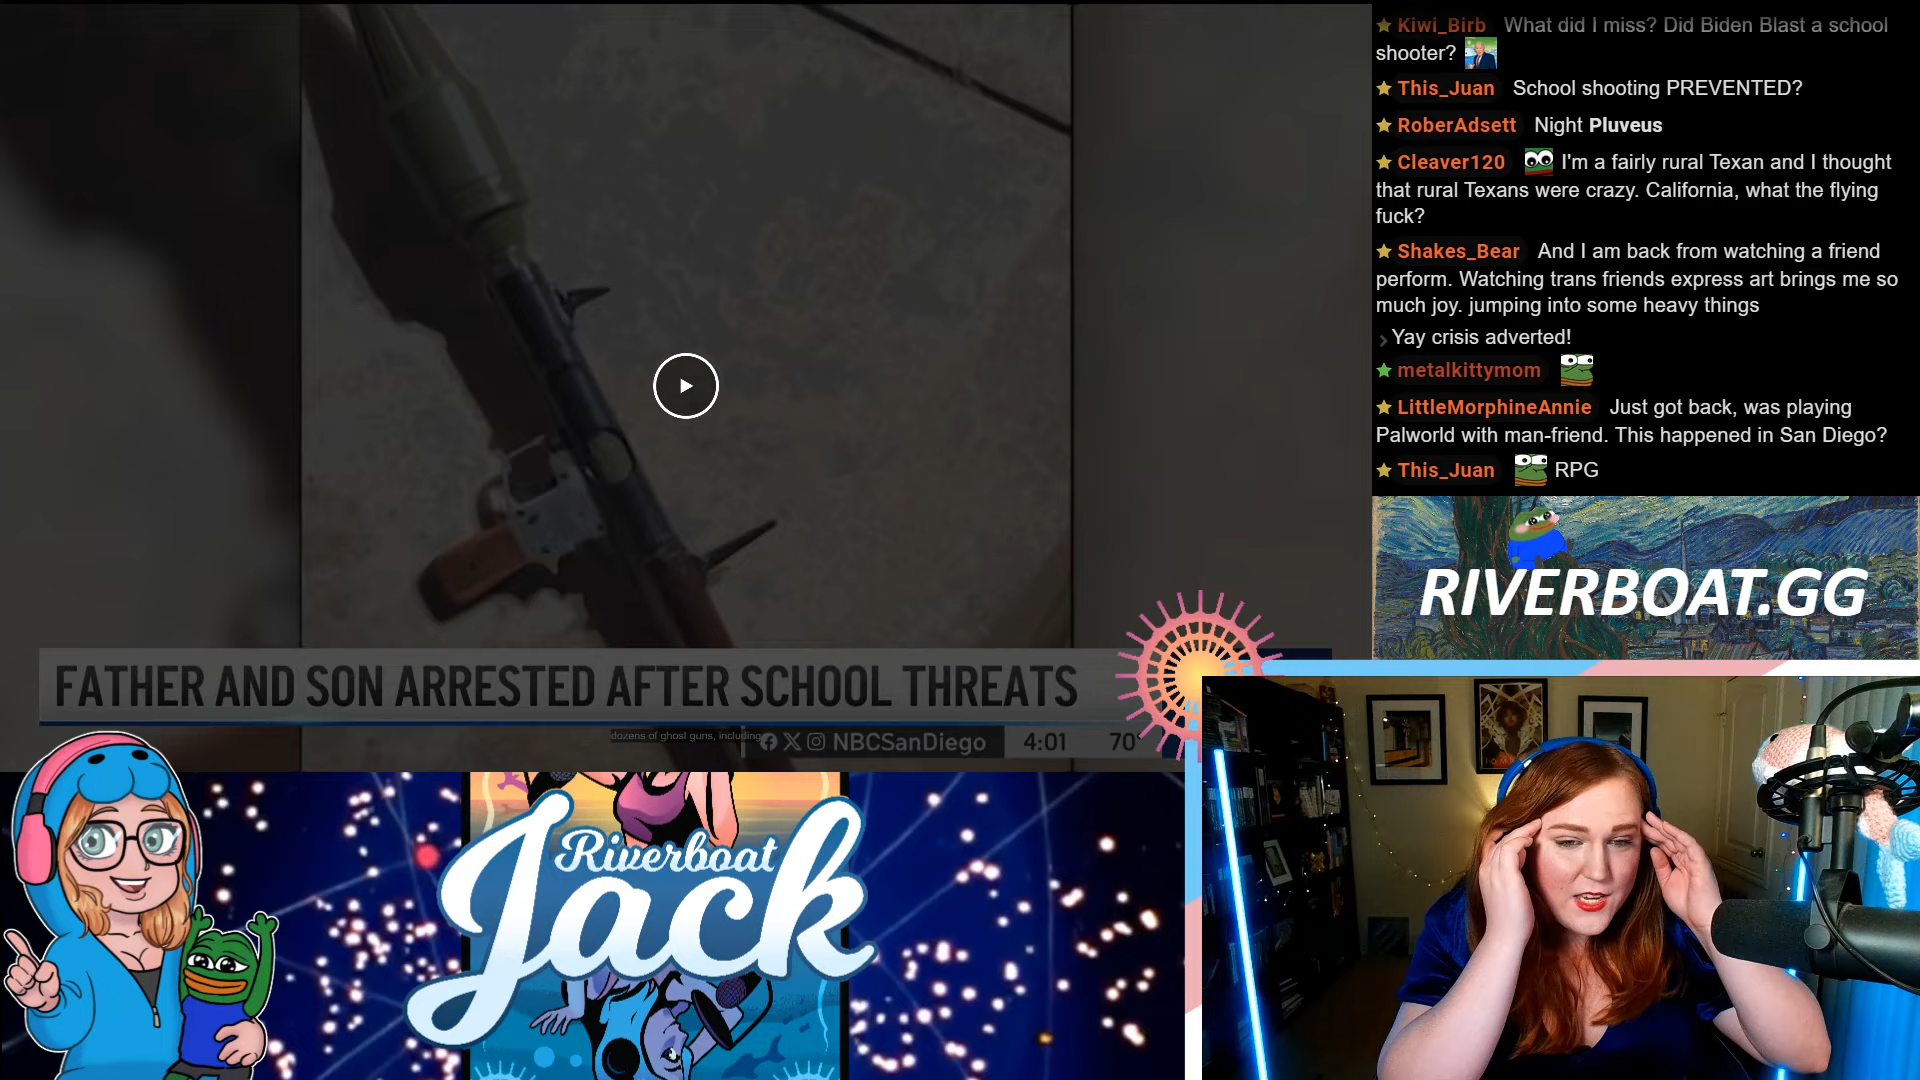 Kiwi_Birb What did I miss? Did Biden Blast a school
shooter?
This_Juan School shooting PREVENTED?
RoberAdsett Night Pluveus
Cleaver120 I'm a fairly rural Texan and I thought
that rural Texans were crazy. California, what the flying
fuck?
Shakes_Bear And I am back from watching a friend
perform. Watching trans friends express art brings me so
much joy. jumping into some heavy things
Yay crisis adverted!
metalkittymom
LittleMorphineAnnie Just got back, was playing
Palworld with man-friend. This happened in San Diego?
This_Juan RPG
RIVERBOAT.GG
FATHER AND SON ARRESTED AFTER SCHOOL THREATS
dozens of ghost guns, including
NBCSanDiego 4:01 70°
Riverboat
Jack